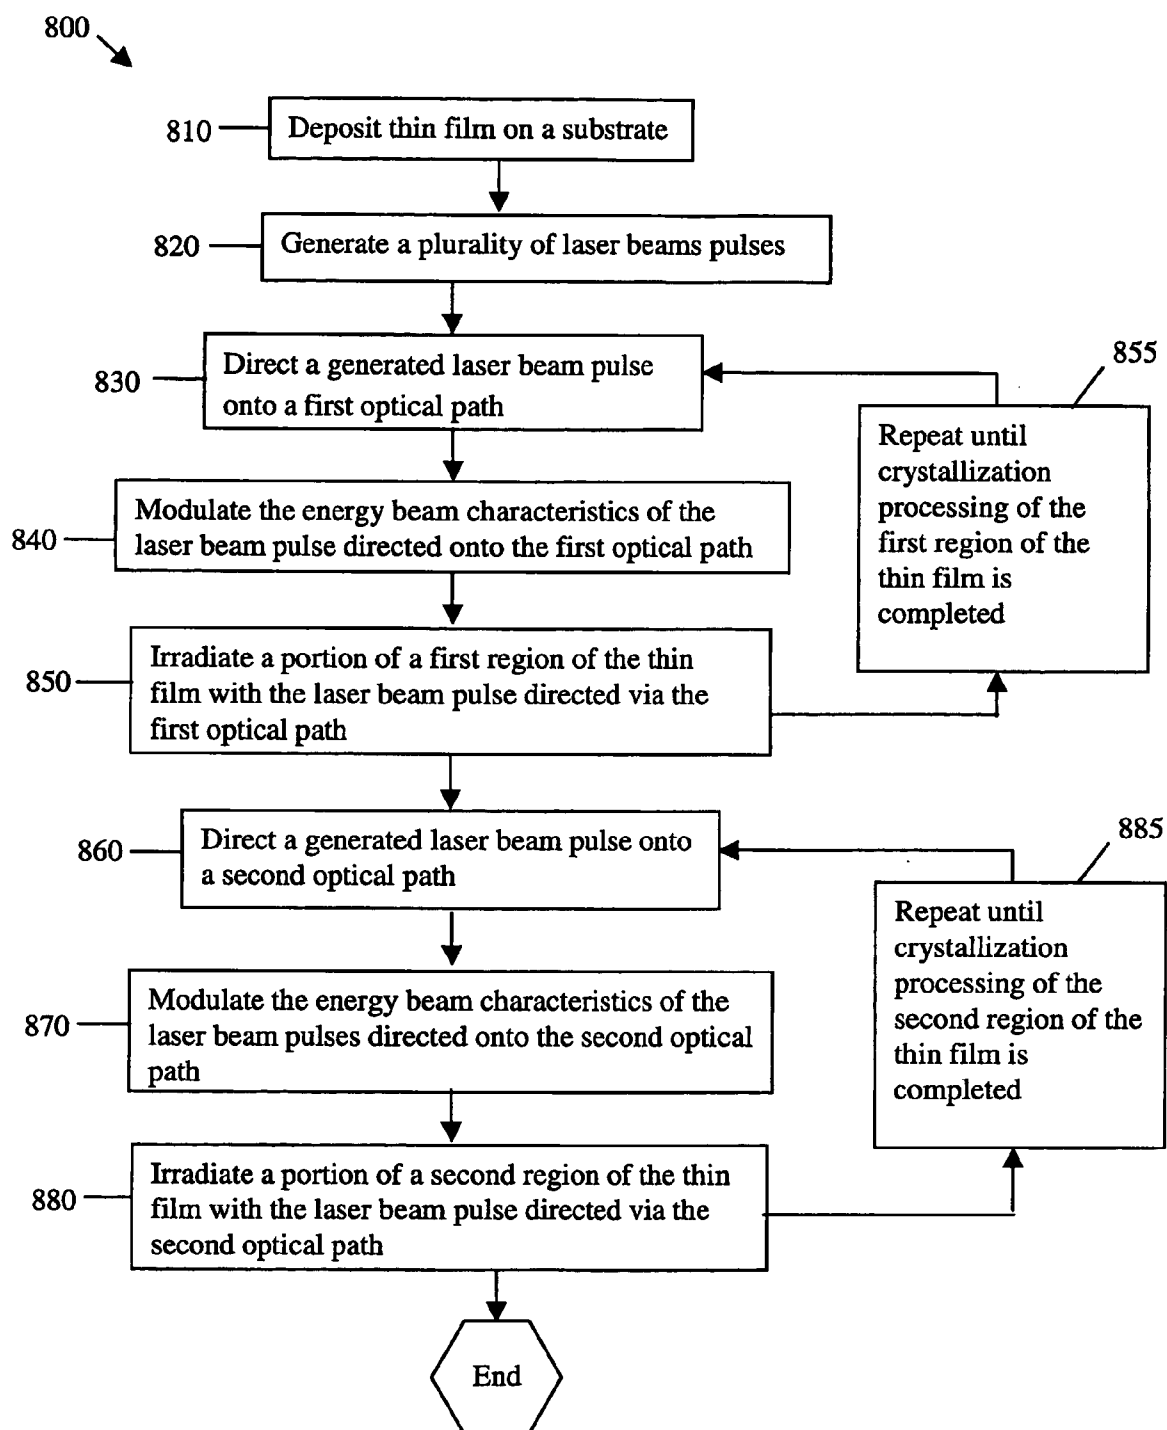 800
810
Deposit thin film on a substrate
820
Generate a plurality of laser beams pulses
830
Direct a generated laser beam pulse
onto a first optical path
855
Repeat until
crystallization
processing of the
first region of the
thin film is
completed
840
Modulate the energy beam characteristics of the
laser beam pulse directed onto the first optical path
850
Irradiate a portion of a first region of the thin
film with the laser beam pulse directed via the
first optical path
860
Direct a generated laser beam pulse onto
a second optical path
885
Repeat until
crystallization
processing of the
second region of the
thin film is
completed
870
Modulate the energy beam characteristics of the
laser beam pulses directed onto the second optical
path
880
Irradiate a portion of a second region of the thin
film with the laser beam pulse directed via the
second optical path
End